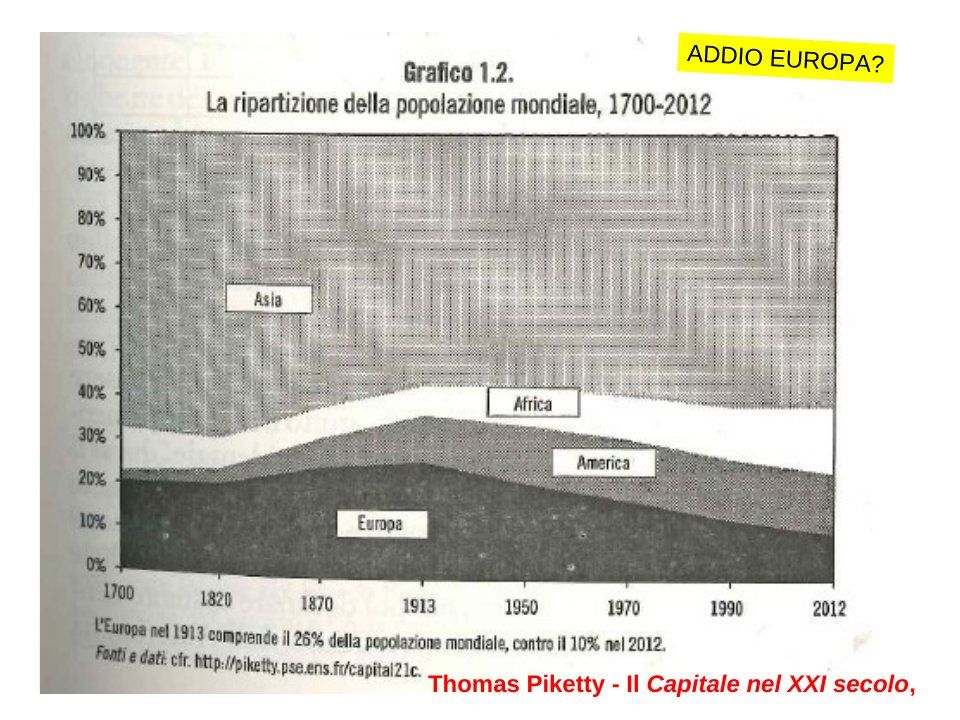 ADDIO EUROPA?
Grafico 1.2.
La ripartizione della popolazione mondiale, 1700-2012
100%
90%
80%
70%
60%
50%
40%
30%
20%
10%
0%
Asia
Africa
America
Europa
1700 1820 1870 1913 1950 1970 1990 2012
L'Europa nel 1913 comprende il 26% della popolazione mondiale, contro il 10% nel 2012.
Fonti e dati: cfr. http://piketty.pse.ens.fr/capital21c.
Thomas Piketty - Il Capitale nel XXI secolo,